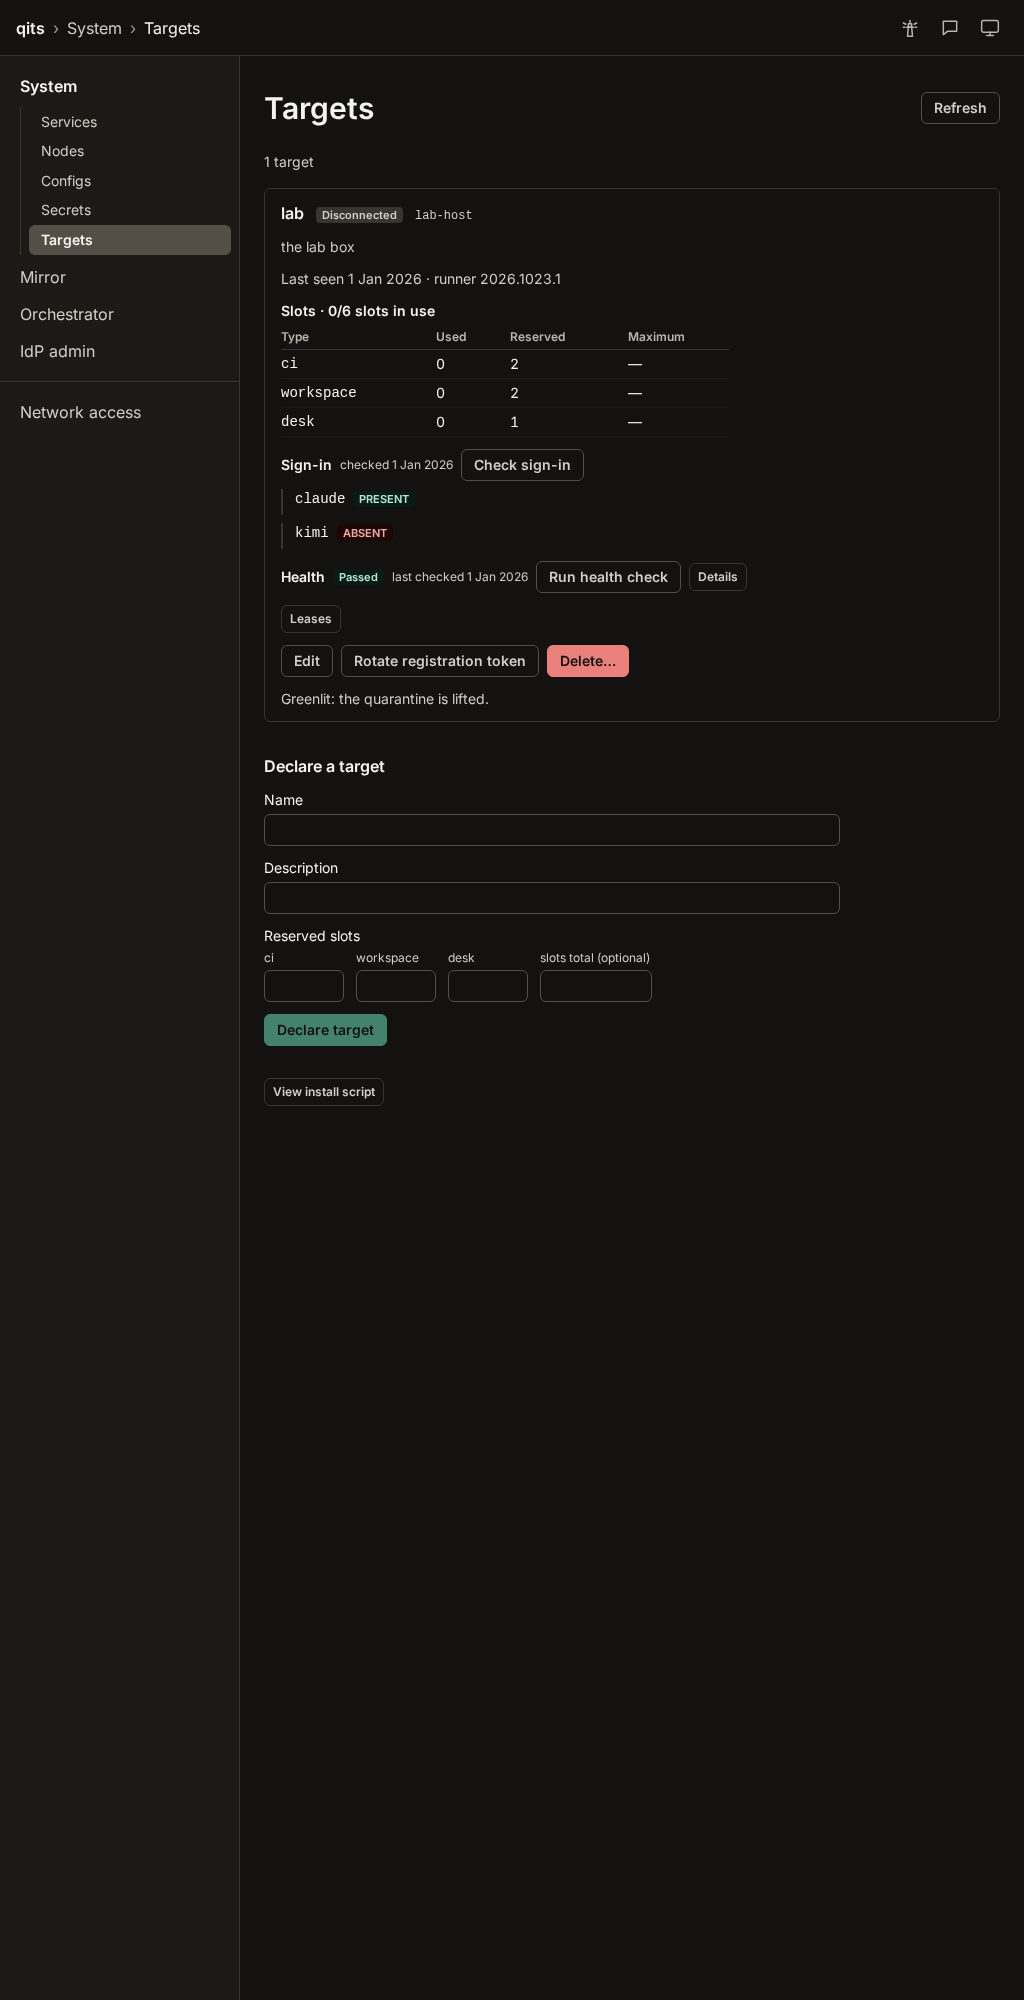 qits › System › Targets
System
Services
Nodes
Configs
Secrets
Targets
Mirror
Orchestrator
IdP admin
Network access
Targets
Refresh
1 target
lab Disconnected lab-host
the lab box
Last seen 1 Jan 2026 · runner 2026.1023.1
Slots · 0/6 slots in use
Type Used Reserved Maximum
ci 0 2 —
workspace 0 2 —
desk 0 1 —
Sign-in checked 1 Jan 2026 Check sign-in
claude PRESENT
kimi ABSENT
Health Passed last checked 1 Jan 2026 Run health check Details
Leases
Edit Rotate registration token Delete...
Greenlit: the quarantine is lifted.
Declare a target
Name
Description
Reserved slots
ci workspace desk slots total (optional)
Declare target
View install script